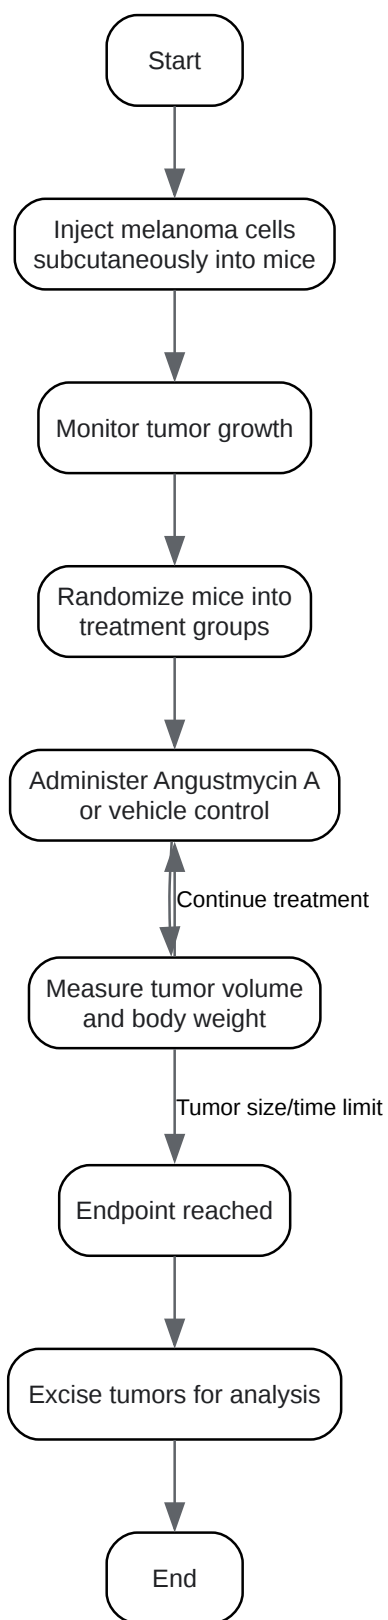 Start
Inject melanoma cells
subcutaneously into mice
Monitor tumor growth
Randomize mice into
treatment groups
Administer Angustmycin A
or vehicle control
Continue treatment
Measure tumor volume
and body weight
Tumor size/time limit
Endpoint reached
Excise tumors for analysis
End